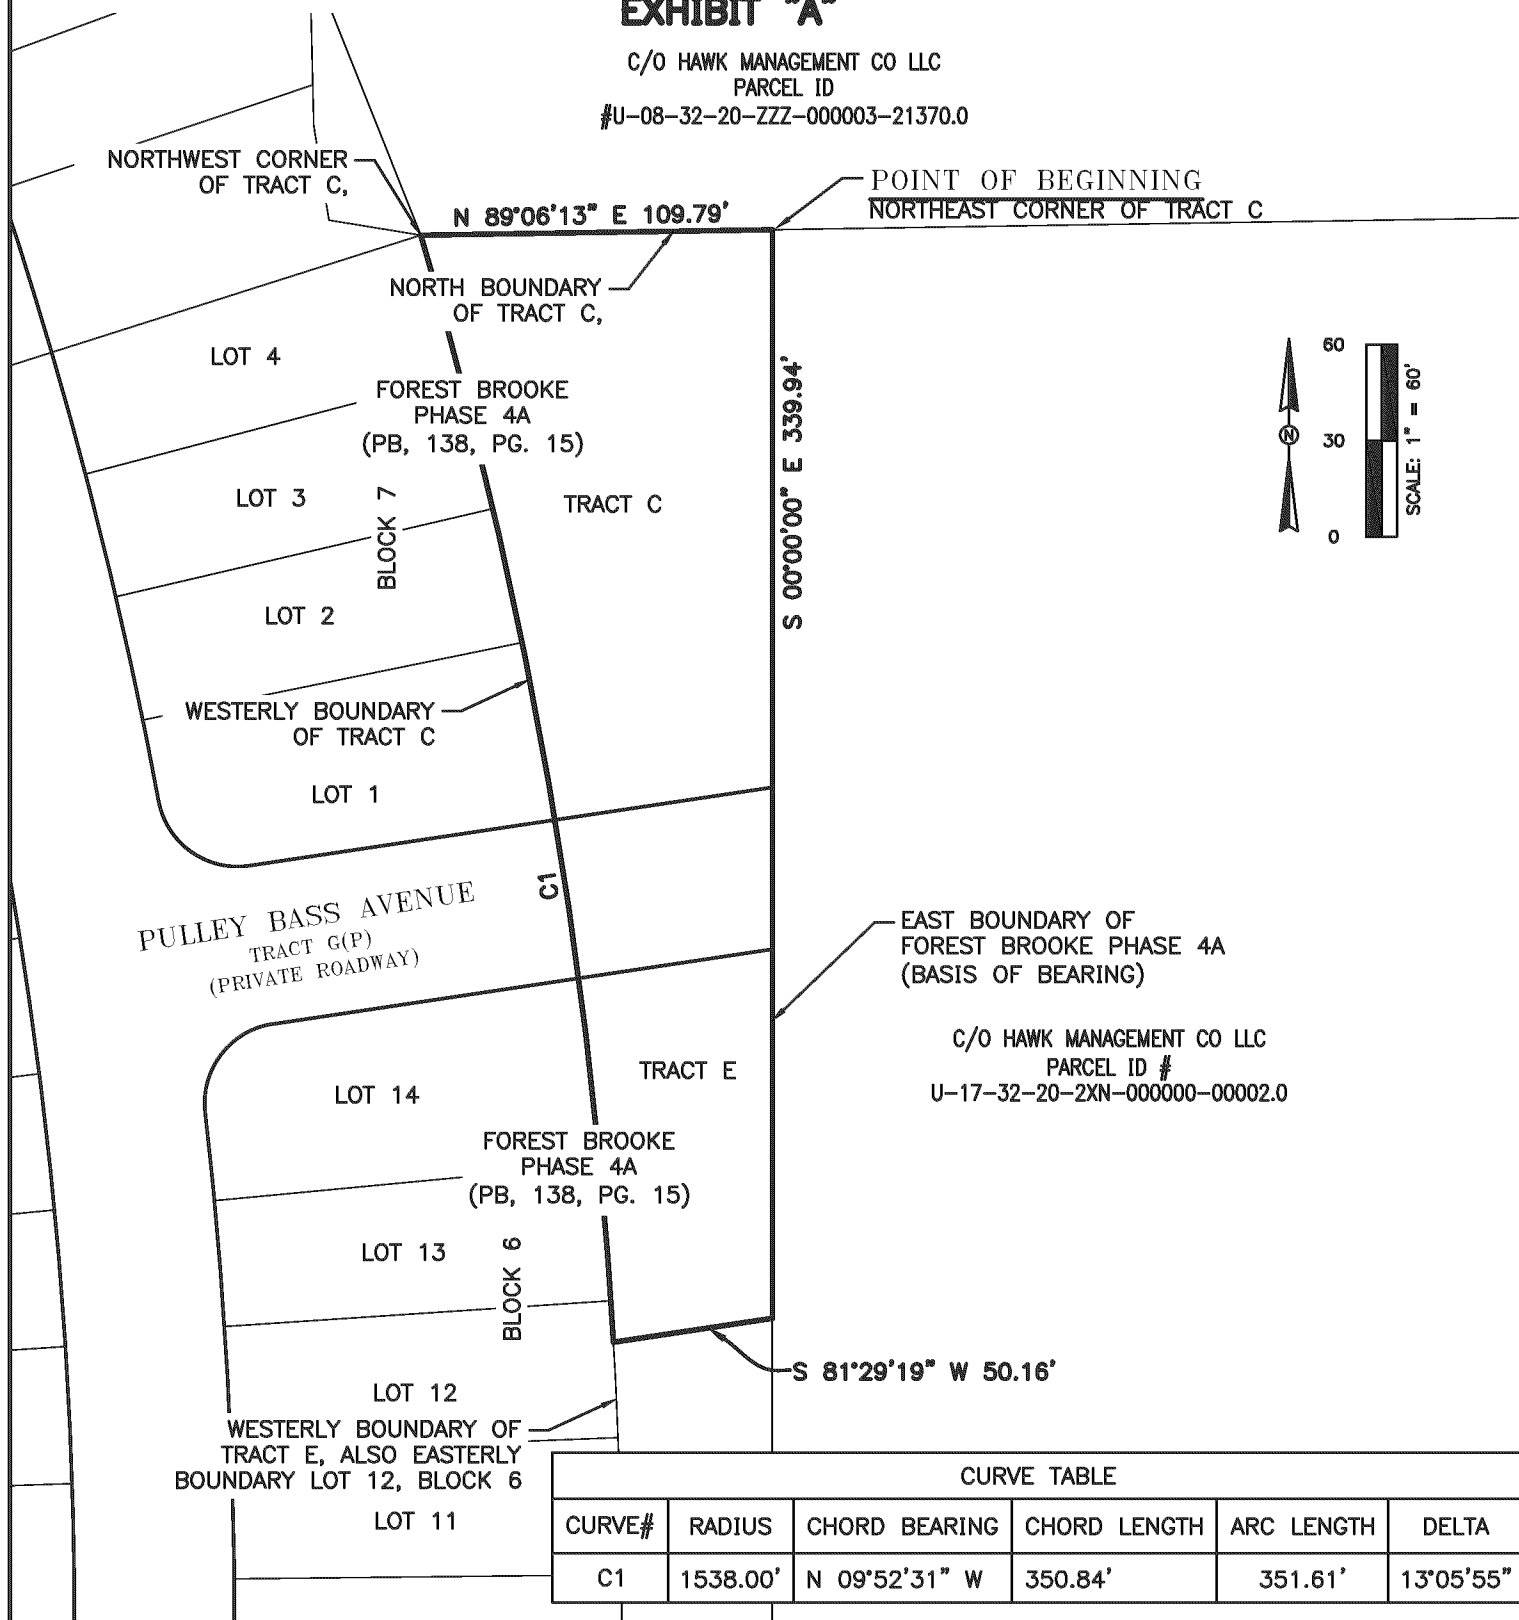 EXHIBIT "A"
C/O HAWK MANAGEMENT CO LLC
PARCEL ID
#U-08-32-20-ZZZ-000003-21370.0
NORTHWEST CORNER
OF TRACT C,
N 89°06'13" E 109.79'
POINT OF BEGINNING
NORTHEAST CORNER OF TRACT C
NORTH BOUNDARY
OF TRACT C,
LOT 4
FOREST BROOKE
PHASE 4A
(PB, 138, PG. 15)
S 00°00'00" E 339.94'
60
30
0
N
SCALE: 1" = 60'
LOT 3
BLOCK 7
TRACT C
LOT 2
WESTERLY BOUNDARY
OF TRACT C
LOT 1
C1
PULLEY BASS AVENUE
TRACT G(P)
(PRIVATE ROADWAY)
EAST BOUNDARY OF
FOREST BROOKE PHASE 4A
(BASIS OF BEARING)
C/O HAWK MANAGEMENT CO LLC
PARCEL ID #
U-17-32-20-2XN-000000-00002.0
TRACT E
LOT 14
FOREST BROOKE
PHASE 4A
(PB, 138, PG. 15)
LOT 13
BLOCK 6
S 81°29'19" W 50.16'
LOT 12
WESTERLY BOUNDARY OF
TRACT E, ALSO EASTERLY
BOUNDARY LOT 12, BLOCK 6
LOT 11
CURVE TABLE
CURVE# RADIUS CHORD BEARING CHORD LENGTH ARC LENGTH DELTA
C1 1538.00' N 09°52'31" W 350.84' 351.61' 13°05'55"